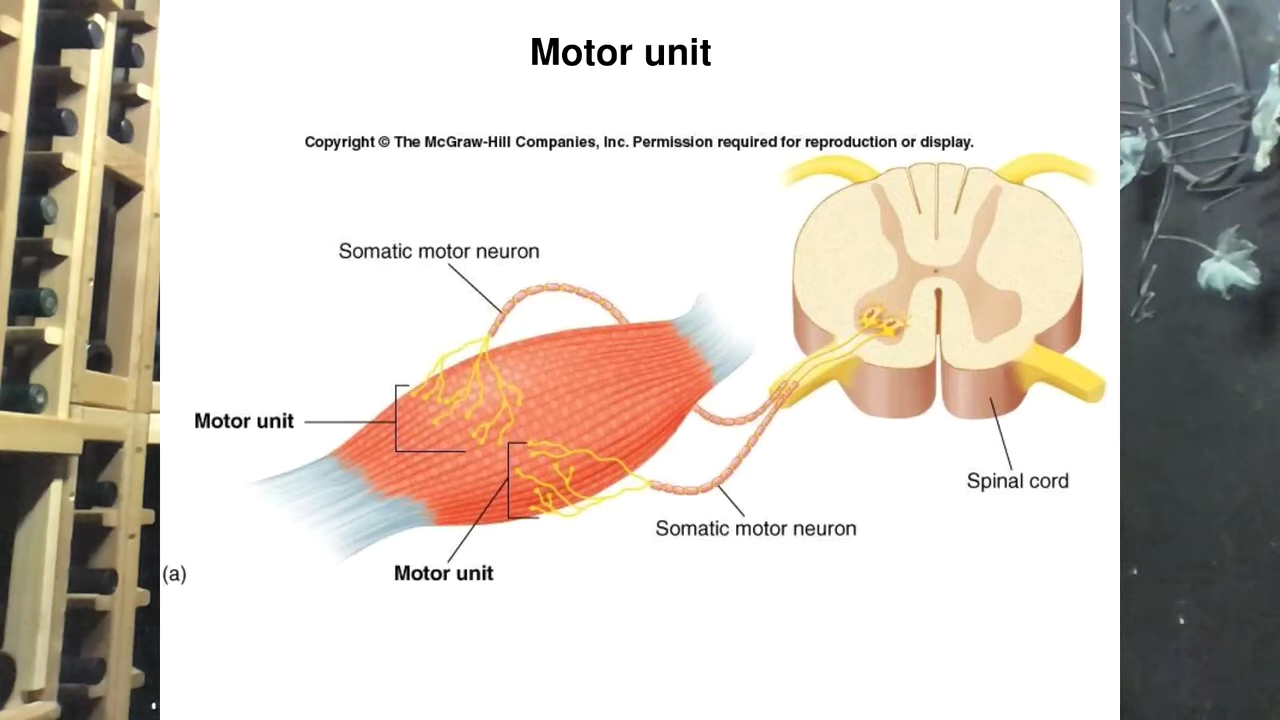 Motor unit
Copyright © The McGraw-Hill Companies, Inc. Permission required for reproduction or display.
Somatic motor neuron
Motor unit
Spinal cord
Somatic motor neuron
(a)
Motor unit